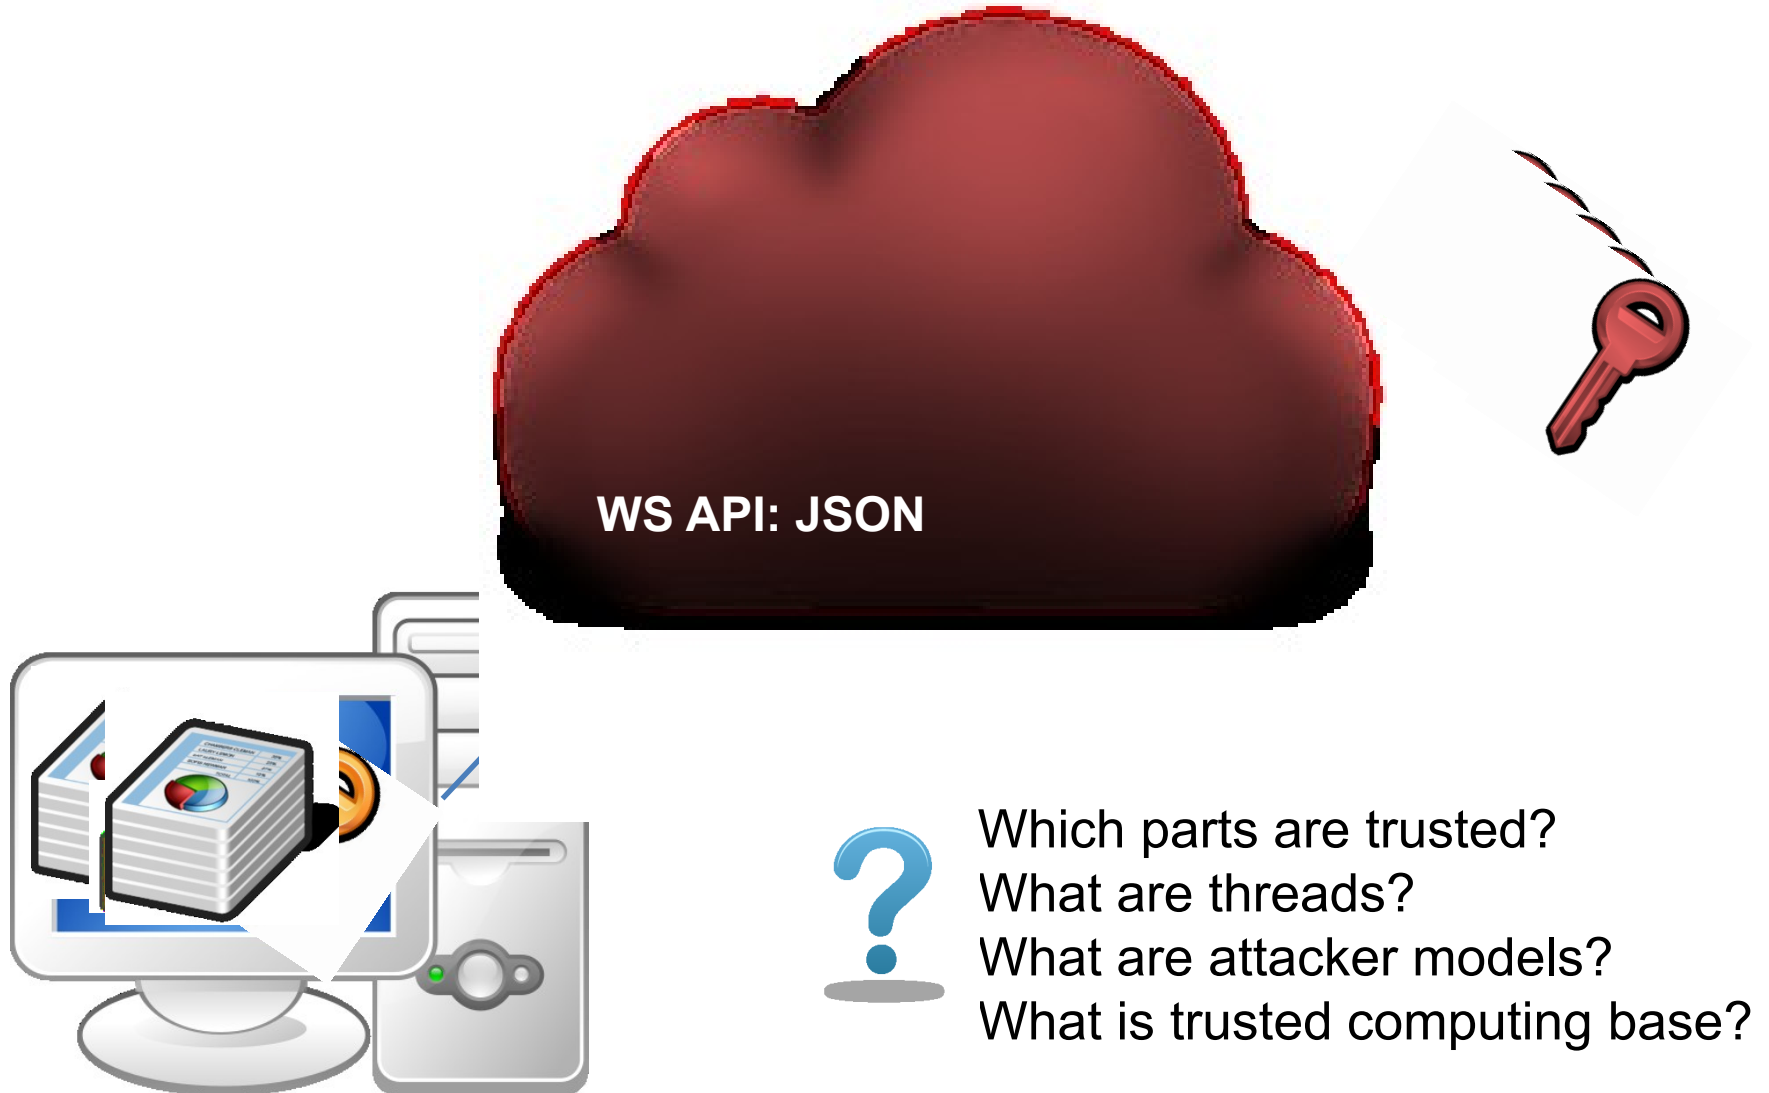 WS API: JSON
Which parts are trusted?
What are threads?
What are attacker models?
What is trusted computing base?